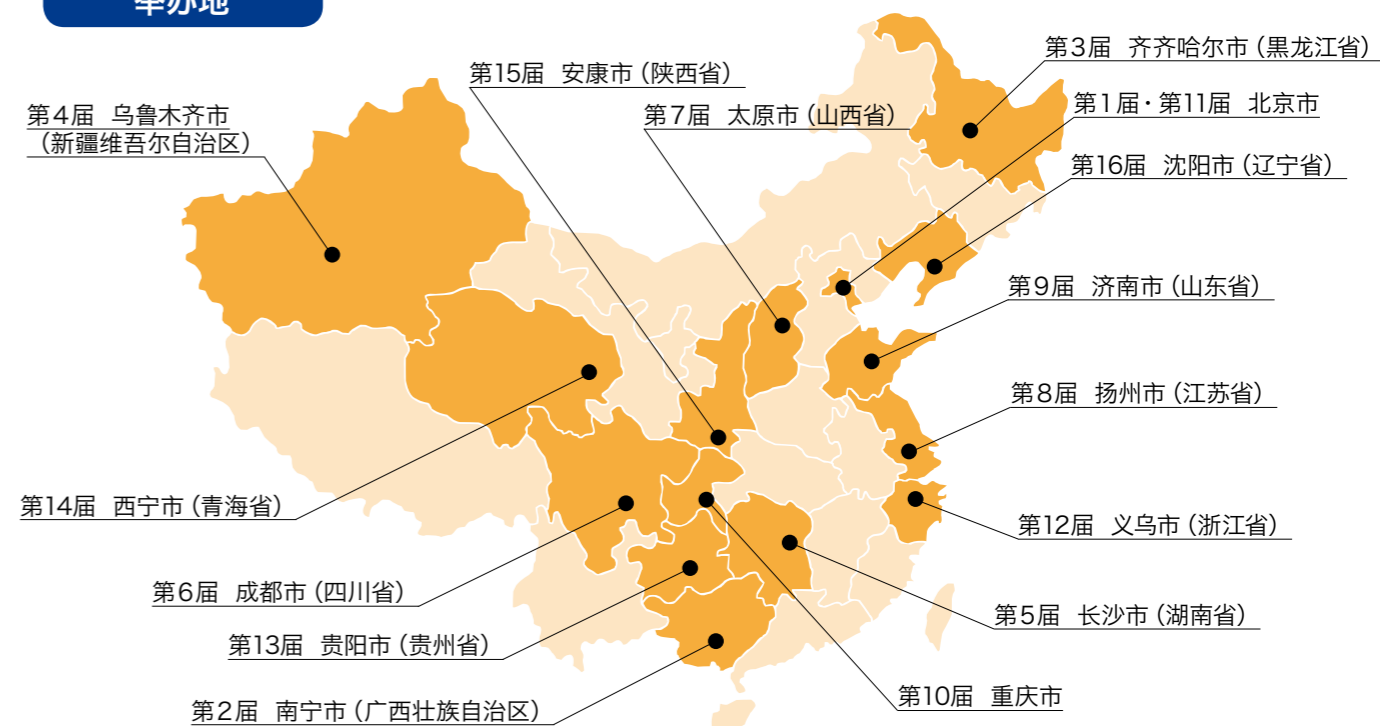 举办地
第3届 齐齐哈尔市（黒龙江省）
第15届 安康市（陕西省）
第1届・第11届 北京市
第4届 乌鲁木齐市
（新疆维吾尔自治区）
第7届 太原市（山西省）
第16届 沈阳市（辽宁省）
第9届 济南市（山东省）
第8届 扬州市（江苏省）
第14届 西宁市（青海省）
第12届 义乌市（浙江省）
第6届 成都市（四川省）
第5届 长沙市（湖南省）
第13届 贵阳市（贵州省）
第10届 重庆市
第2届 南宁市（广西壮族自治区）